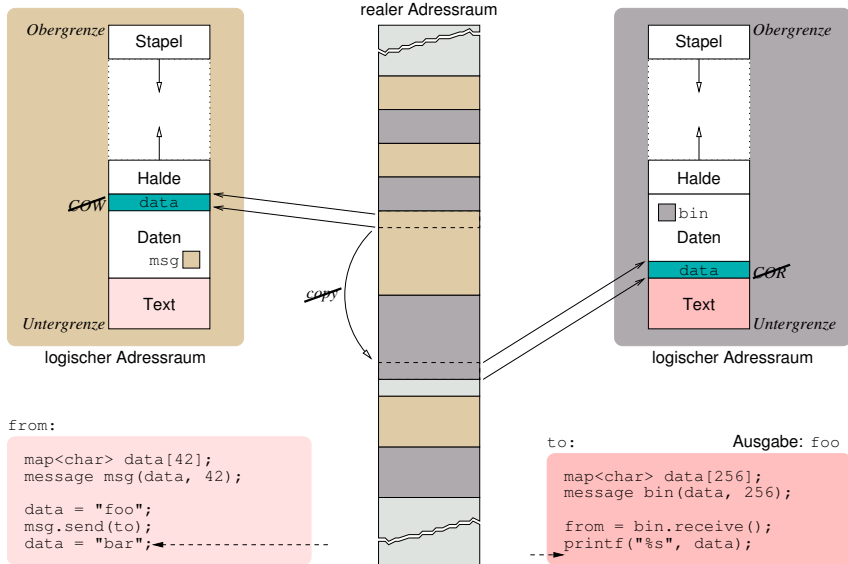 realer Adressraum
Obergrenze
Stapel
Halde
COW
data
Daten
msg
Text
Untergrenze
logischer Adressraum
copy
Stapel
Obergrenze
Halde
bin
Daten
data
COR
Text
Untergrenze
logischer Adressraum
from:
map<char> data[42];
message msg(data, 42);
data = "foo";
msg.send(to);
data = "bar";
to:
Ausgabe: foo
map<char> data[256];
message bin(data, 256);
from = bin.receive();
printf("%s", data);